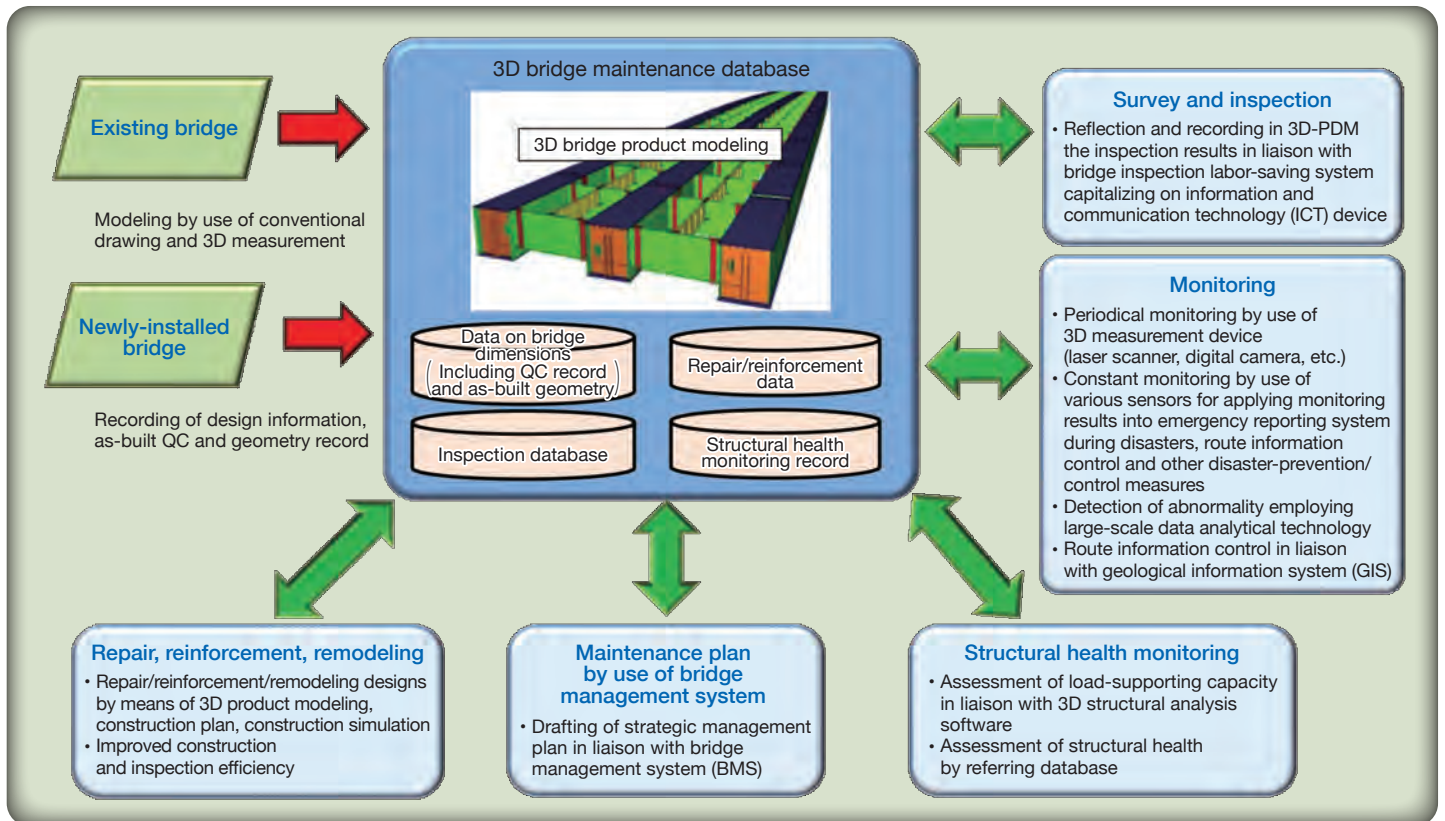 3D bridge maintenance database
3D bridge product modeling
Data on bridge
dimensions
(Including QC record
and as-built geometry)
Repair/reinforcement
data
Inspection database
Structural health
monitoring record
Existing bridge
Modeling by use of conventional
drawing and 3D measurement
Newly-installed
bridge
Recording of design information,
as-built QC and geometry record
Survey and inspection
• Reflection and recording in 3D-PDM
the inspection results in liaison with
bridge inspection labor-saving system
capitalizing on information and
communication technology (ICT) device
Monitoring
• Periodical monitoring by use of
3D measurement device
(laser scanner, digital camera, etc.)
• Constant monitoring by use of
various sensors for applying monitoring
results into emergency reporting system
during disasters, route information
control and other disaster-prevention/
control measures
• Detection of abnormality employing
large-scale data analytical technology
• Route information control in liaison
with geological information system (GIS)
Repair, reinforcement, remodeling
• Repair/reinforcement/remodeling designs
by means of 3D product modeling,
construction plan, construction simulation
• Improved construction
and inspection efficiency
Maintenance plan
by use of bridge
management system
• Drafting of strategic management
plan in liaison with bridge
management system (BMS)
Structural health monitoring
• Assessment of load-supporting capacity
in liaison with 3D structural analysis
software
• Assessment of structural health
by referring database